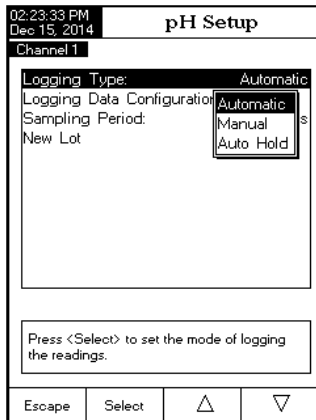 02:23:33 PM
Dec 15, 2014
pH Setup
Channel 1
Logging Type: Automatic
Logging Data Configuration
Automatic
Sampling Period: s
Manual
New Lot
Auto Hold
Press <Select> to set the mode of logging
the readings.
Escape Select △ ▽